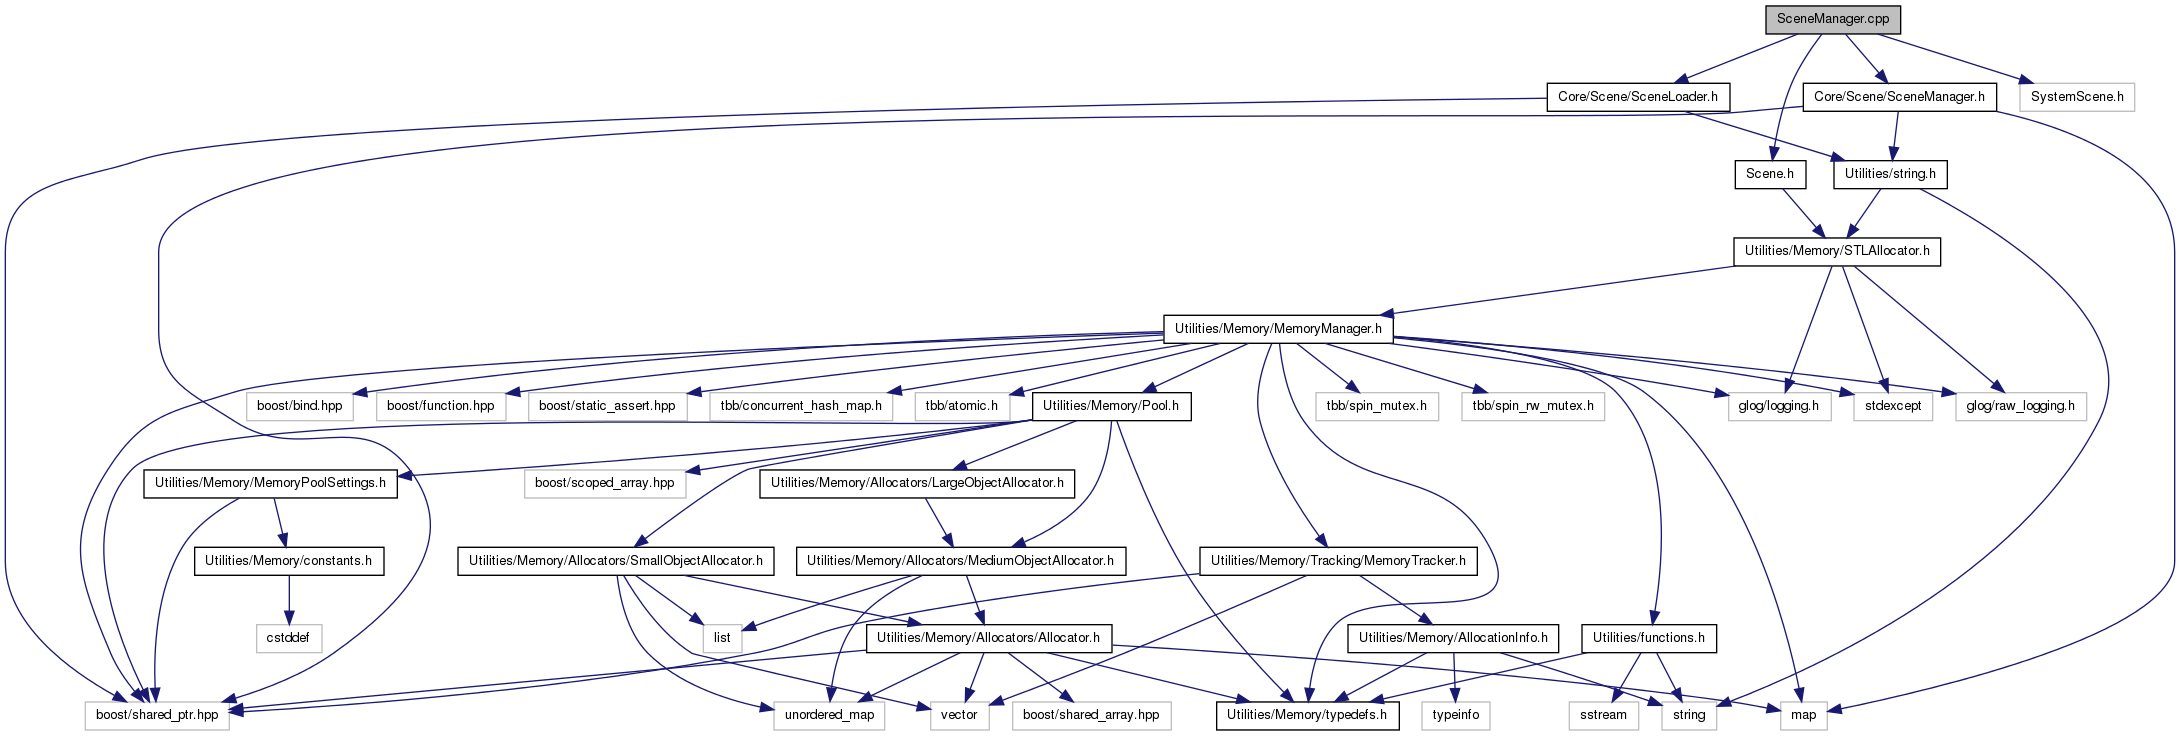 SceneManager.cpp
Core/Scene/SceneLoader.h
Core/Scene/SceneManager.h
SystemScene.h
Scene.h
Utilities/string.h
Utilities/Memory/STLAllocator.h
Utilities/Memory/MemoryManager.h
boost/bind.hpp
boost/function.hpp
boost/static_assert.hpp
tbb/concurrent_hash_map.h
tbb/atomic.h
Utilities/Memory/Pool.h
tbb/spin_mutex.h
tbb/spin_rw_mutex.h
glog/logging.h
stdexcept
glog/raw_logging.h
Utilities/Memory/MemoryPoolSettings.h
boost/scoped_array.hpp
Utilities/Memory/Allocators/LargeObjectAllocator.h
Utilities/Memory/constants.h
Utilities/Memory/Allocators/SmallObjectAllocator.h
Utilities/Memory/Allocators/MediumObjectAllocator.h
Utilities/Memory/Tracking/MemoryTracker.h
cstddef
list
Utilities/Memory/Allocators/Allocator.h
Utilities/Memory/AllocationInfo.h
Utilities/functions.h
boost/shared_ptr.hpp
unordered_map
vector
boost/shared_array.hpp
Utilities/Memory/typedefs.h
typeinfo
sstream
string
map